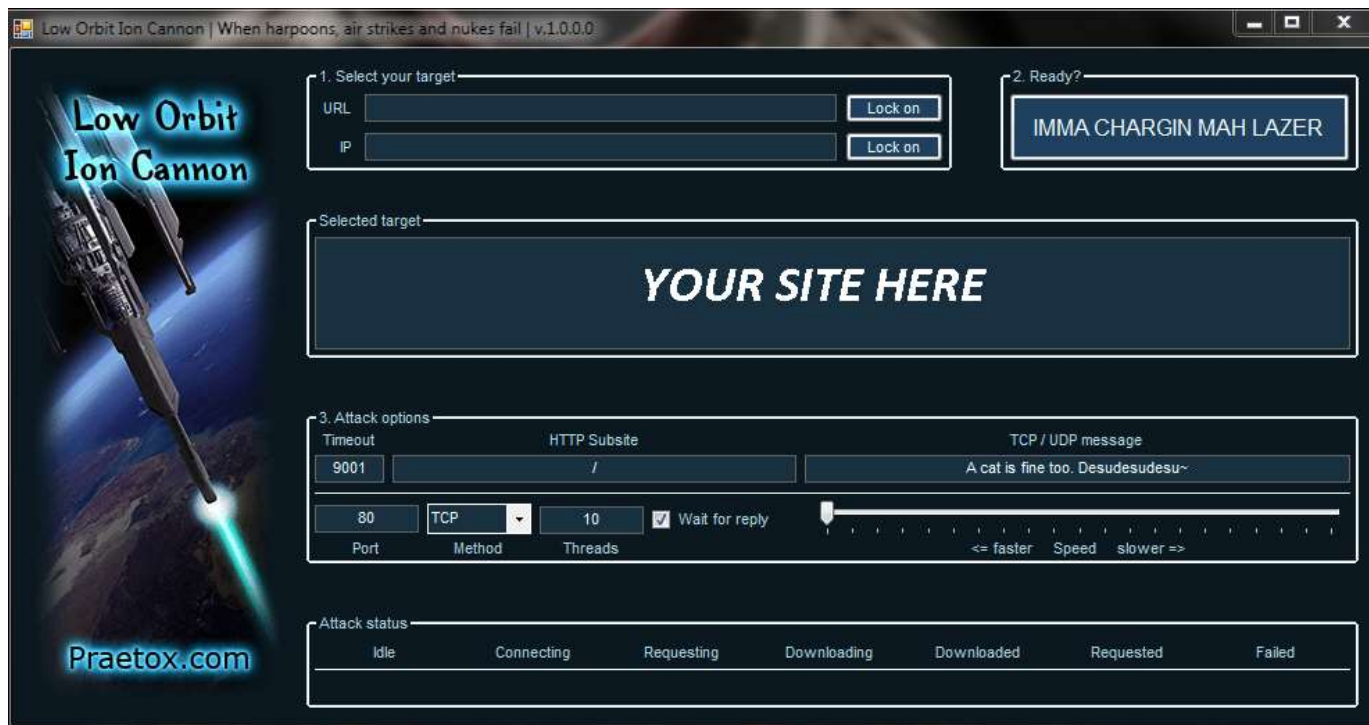 Low Orbit Ion Cannon | When harpoons, air strikes and nukes fail | v.1.0.0.0
Low Orbit
Ion Cannon
Praetox.com
1. Select your target
URL
Lock on
IP
Lock on
2. Ready?
IMMA CHARGIN MAH LAZER
Selected target
YOUR SITE HERE
3. Attack options
Timeout HTTP Subsite TCP / UDP message
9001 / A cat is fine too. Desudesudesu~
80 TCP 10 Wait for reply
Port Method Threads <= faster Speed slower =>
Attack status
Idle Connecting Requesting Downloading Downloaded Requested Failed